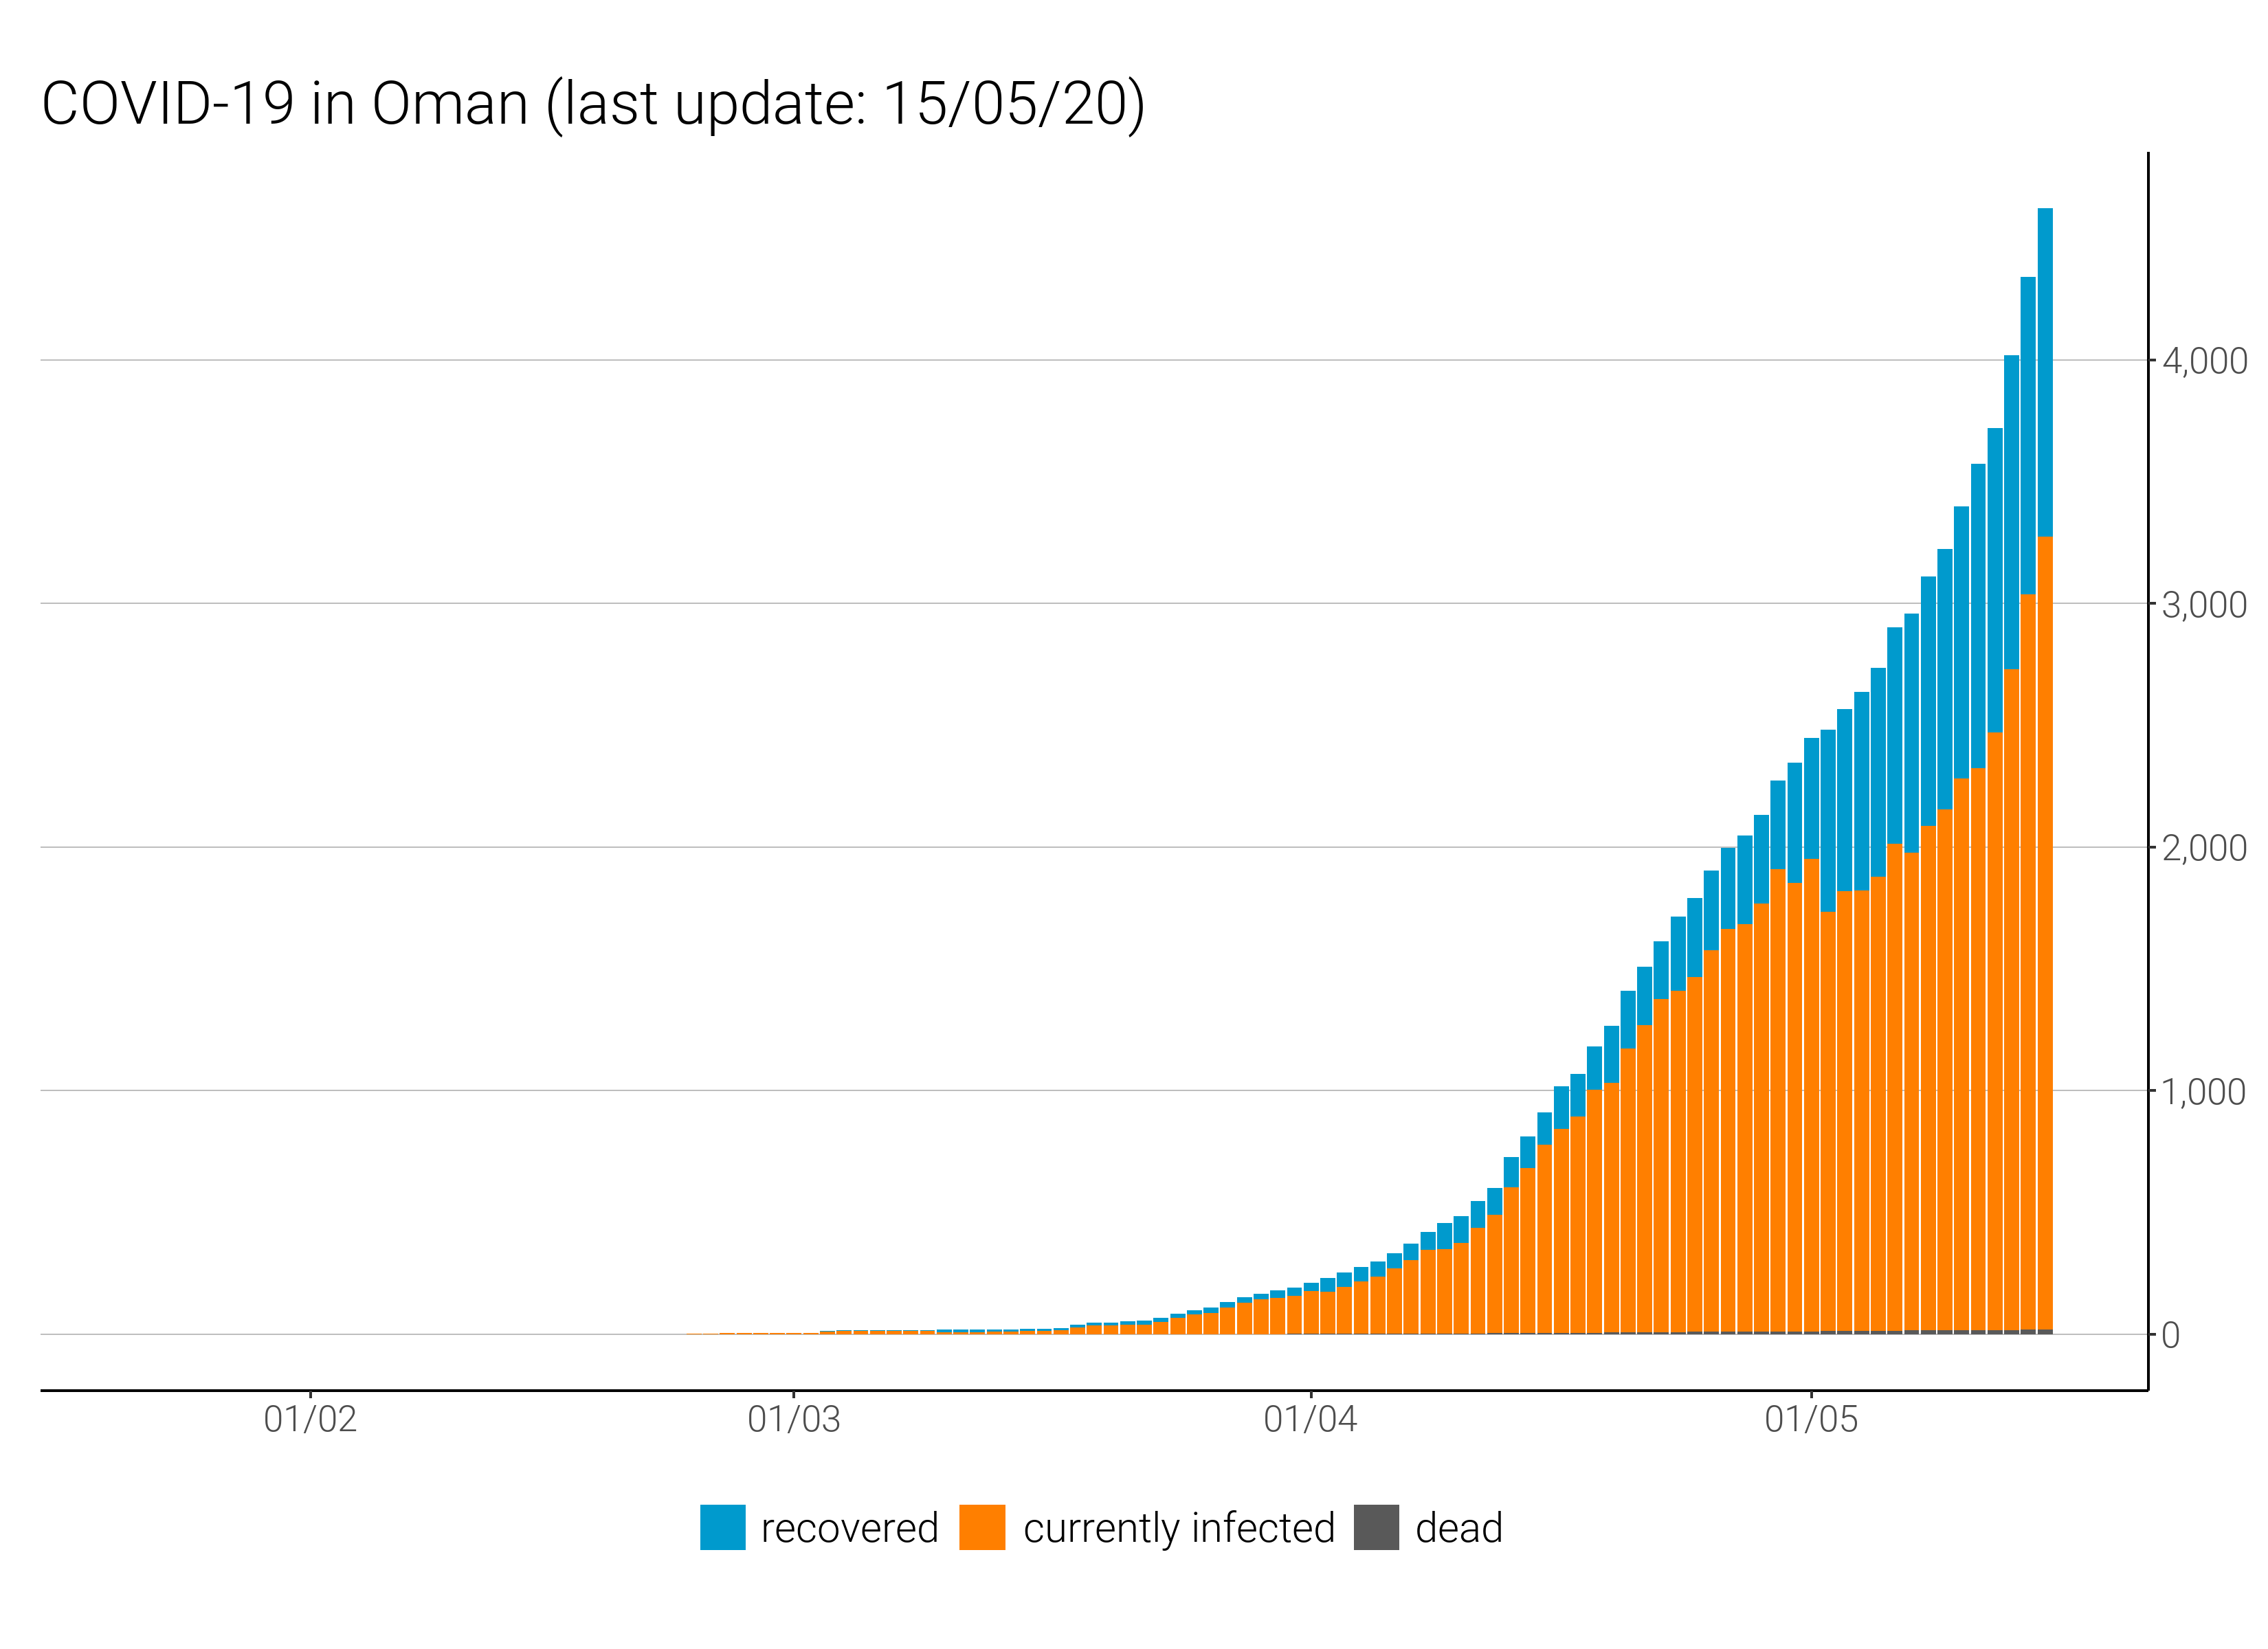 COVID-19 in Oman (last update: 15/05/20)
4,000
3,000
2,000
1,000
0
01/02 01/03 01/04 01/05
recovered currently infected dead